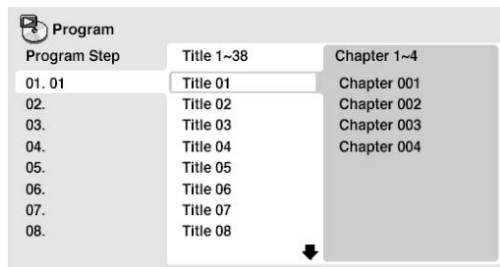 Program
Program Step Title 1~38 Chapter 1~4
01. 01 Title 01 Chapter 001
02. Title 02 Chapter 002
03. Title 03 Chapter 003
04. Title 04 Chapter 004
05. Title 05
06. Title 06
07. Title 07
08. Title 08